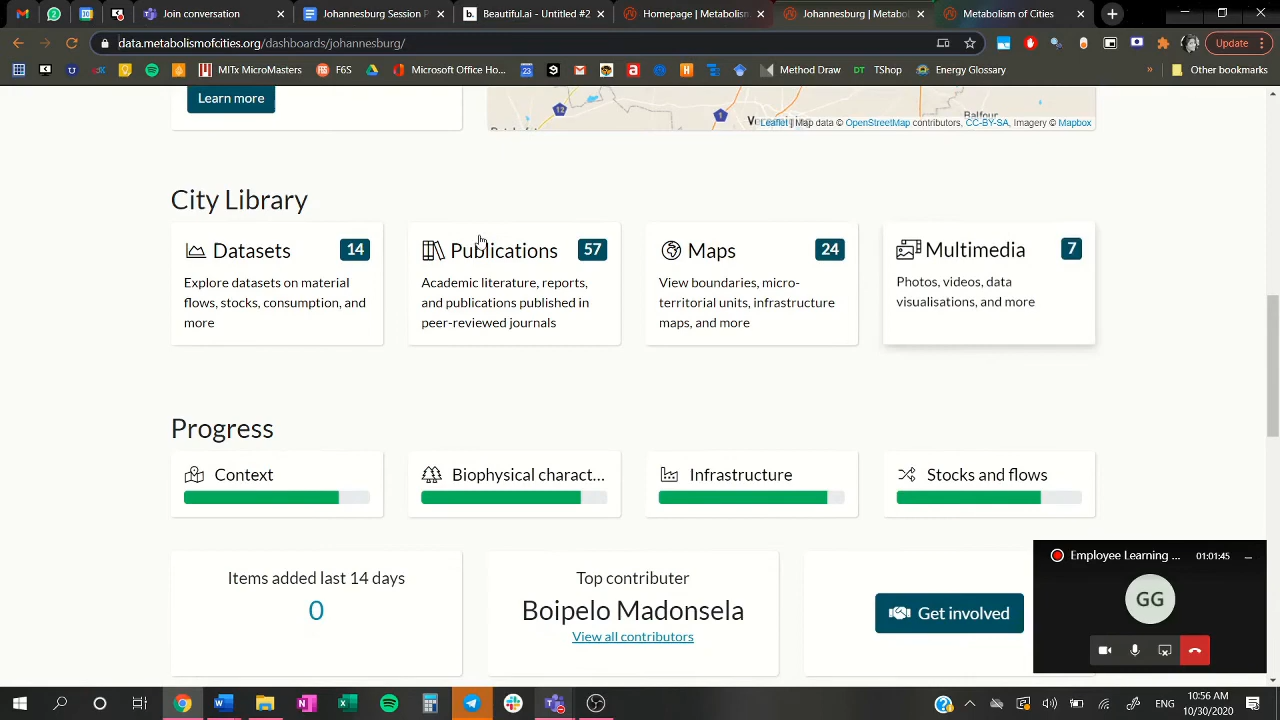 Join conversation
Johannesburg Session P
Beautiful.ai - Untitled #2
Homepage | Metabolism
Johannesburg | Metabol
Metabolism of Cities
data.metabolismofcities.org/dashboards/johannesburg/
Update
MITx MicroMasters
F6S
Microsoft Office Ho...
Method Draw
DT TShop
Energy Glossary
»
Other bookmarks
Learn more
12
1
Balfour
Leaflet | Map data © OpenStreetMap contributors, CC-BY-SA, Imagery © Mapbox
City Library
Datasets 14
Explore datasets on material
flows, stocks, consumption, and
more
Publications 57
Academic literature, reports,
and publications published in
peer-reviewed journals
Maps 24
View boundaries, micro-
territorial units, infrastructure
maps, and more
Multimedia 7
Photos, videos, data
visualisations, and more
Progress
Context
Biophysical charact...
Infrastructure
Stocks and flows
Items added last 14 days
0
Top contributer
Boipelo Madonsela
View all contributors
Get involved
Employee Learning ... 01:01:45
GG
10:56 AM
10/30/2020